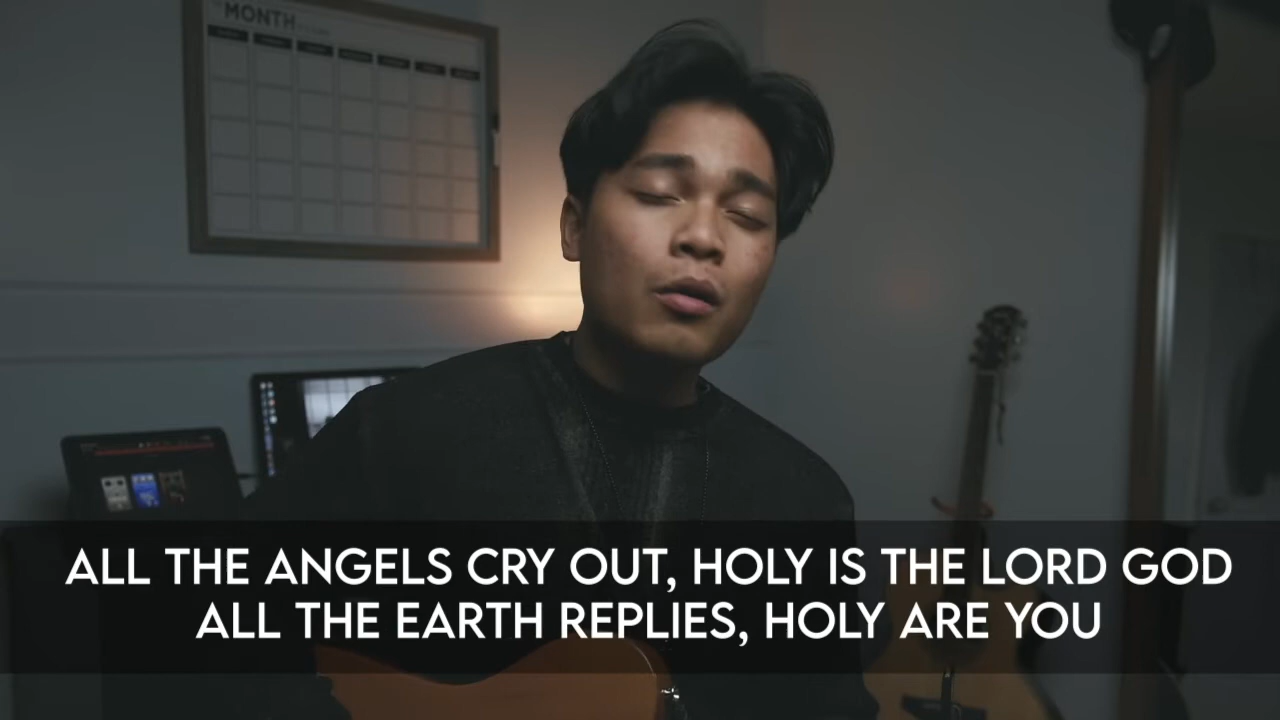 MONTH
ALL THE ANGELS CRY OUT, HOLY IS THE LORD GOD
ALL THE EARTH REPLIES, HOLY ARE YOU